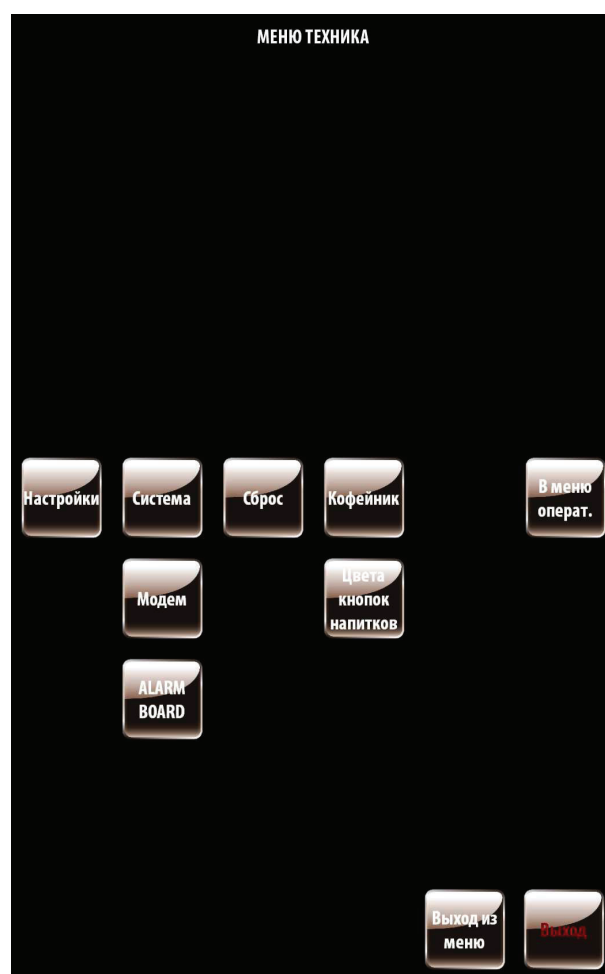 МЕНЮ ТЕХНИКА
Настройки
Система
Сброс
Кофейник
В меню
операт.
Модем
Цвета
кнопок
напитков
ALARM
BOARD
Выход из
меню
Выход